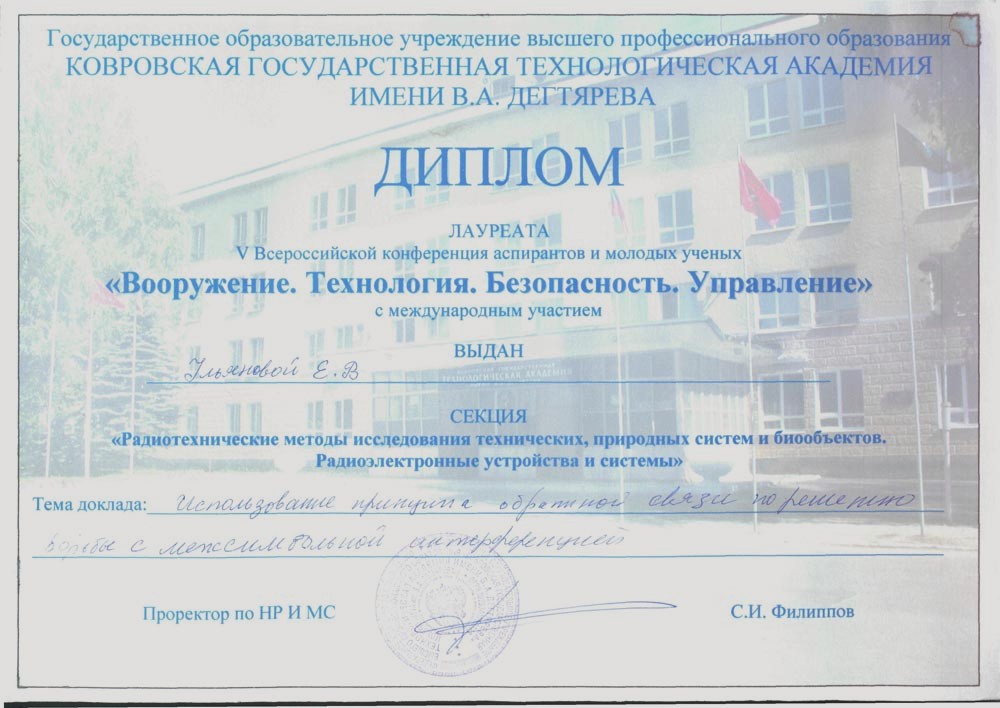 Государственное образовательное учреждение высшего профессионального образования
КОВРОВСКАЯ ГОСУДАРСТВЕННАЯ ТЕХНОЛОГИЧЕСКАЯ АКАДЕМИЯ
ИМЕНИ В.А. ДЕГТЯРЕВА
ДИПЛОМ
ЛАУРЕАТА
V Всероссийской конференция аспирантов и молодых ученых
«Вооружение. Технология. Безопасность. Управление»
с международным участием
ВЫДАН
Ульяновой Е.В
ТЕХНОЛОГИЧЕСКАЯ АКАДЕМИЯ
СЕКЦИЯ
«Радиотехнические методы исследования технических, природных систем и биообъектов.
Радиоэлектронные устройства и системы»
Тема доклада: Использование принципа обратной связи по решению
борьбы с межсимвольной интерференцией
Проректор по НР И МС С.И. Филиппов